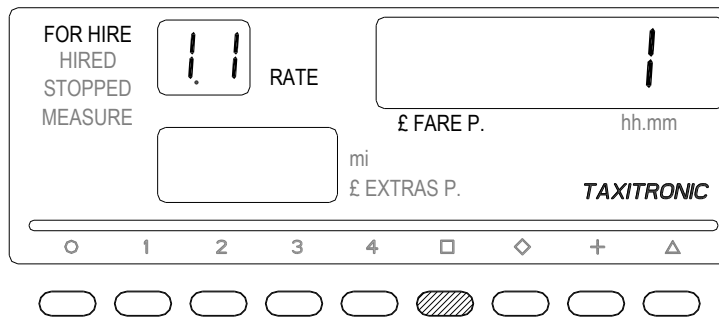 FOR HIRE
HIRED
STOPPED
MEASURE
1.1
RATE
1
£ FARE P.
hh.mm
mi
£ EXTRAS P.
TAXITRONIC
1 2 3 4